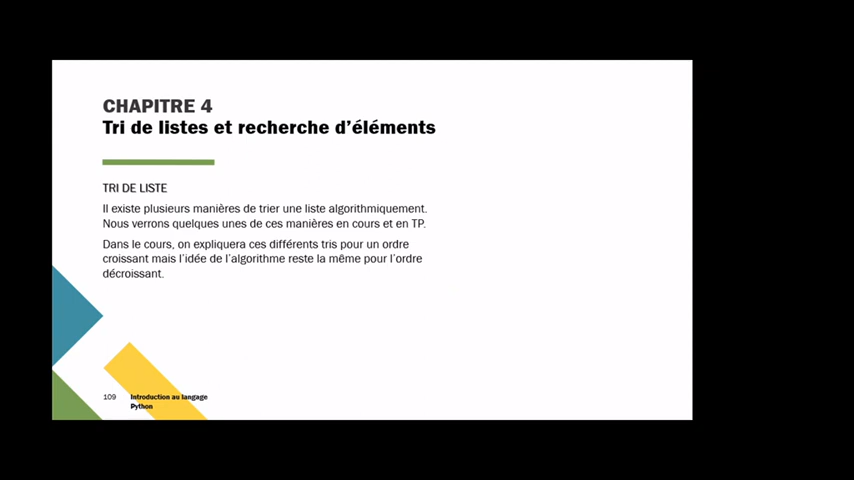 CHAPITRE 4
Tri de listes et recherche d'éléments
TRI DE LISTE
Il existe plusieurs manières de trier une liste algorithmiquement.
Nous verrons quelques unes de ces manières en cours et en TP.
Dans le cours, on expliquera ces différents tris pour un ordre
croissant mais l'idée de l'algorithme reste la même pour l'ordre
décroissant.
109
Introduction au langage
Python